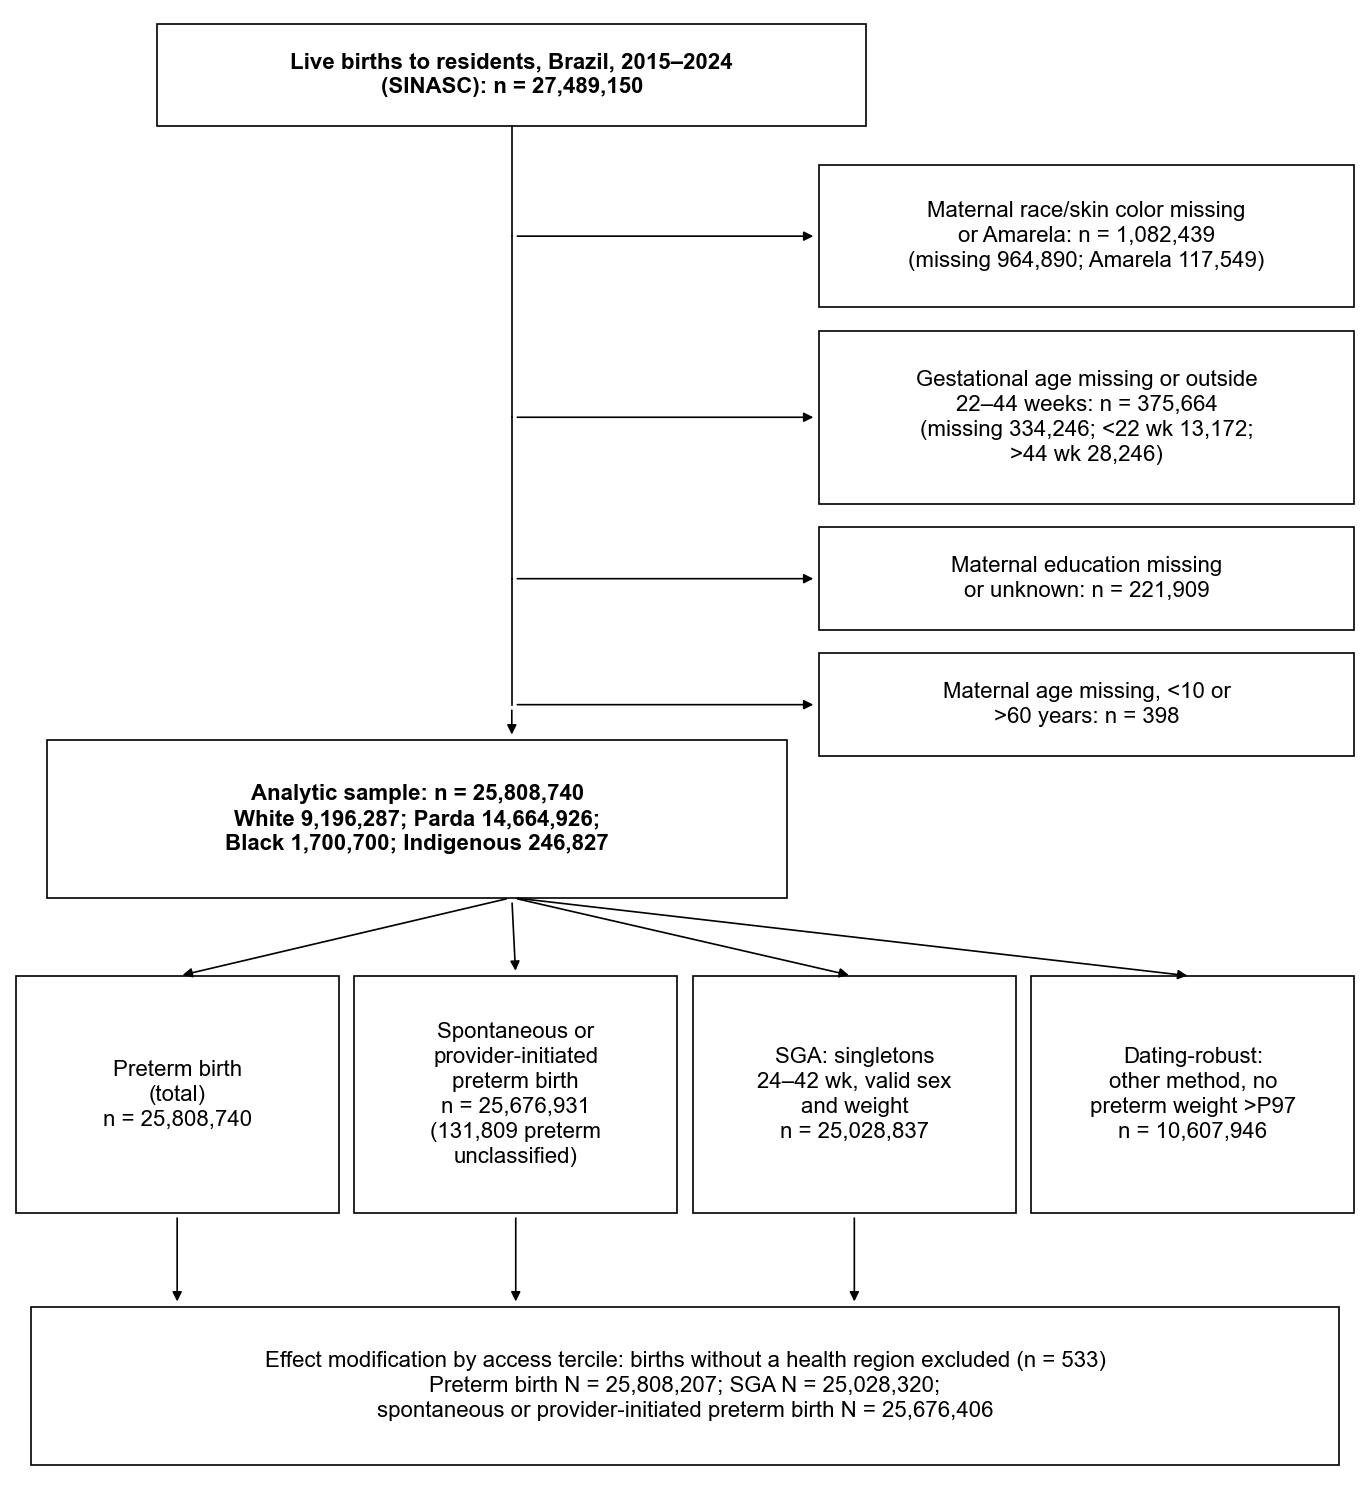 Live births to residents, Brazil, 2015–2024
(SINASC): n = 27,489,150
Maternal race/skin color missing
or Amarela: n = 1,082,439
(missing 964,890; Amarela 117,549)
Gestational age missing or outside
22–44 weeks: n = 375,664
(missing 334,246; <22 wk 13,172;
>44 wk 28,246)
Maternal education missing
or unknown: n = 221,909
Maternal age missing, <10 or
>60 years: n = 398
Analytic sample: n = 25,808,740
White 9,196,287; Parda 14,664,926;
Black 1,700,700; Indigenous 246,827
Preterm birth
(total)
n = 25,808,740
Spontaneous or
provider-initiated
preterm birth
n = 25,676,931
(131,809 preterm
unclassified)
SGA: singletons
24–42 wk, valid sex
and weight
n = 25,028,837
Dating-robust:
other method, no
preterm weight >P97
n = 10,607,946
Effect modification by access tercile: births without a health region excluded (n = 533)
Preterm birth N = 25,808,207; SGA N = 25,028,320;
spontaneous or provider-initiated preterm birth N = 25,676,406